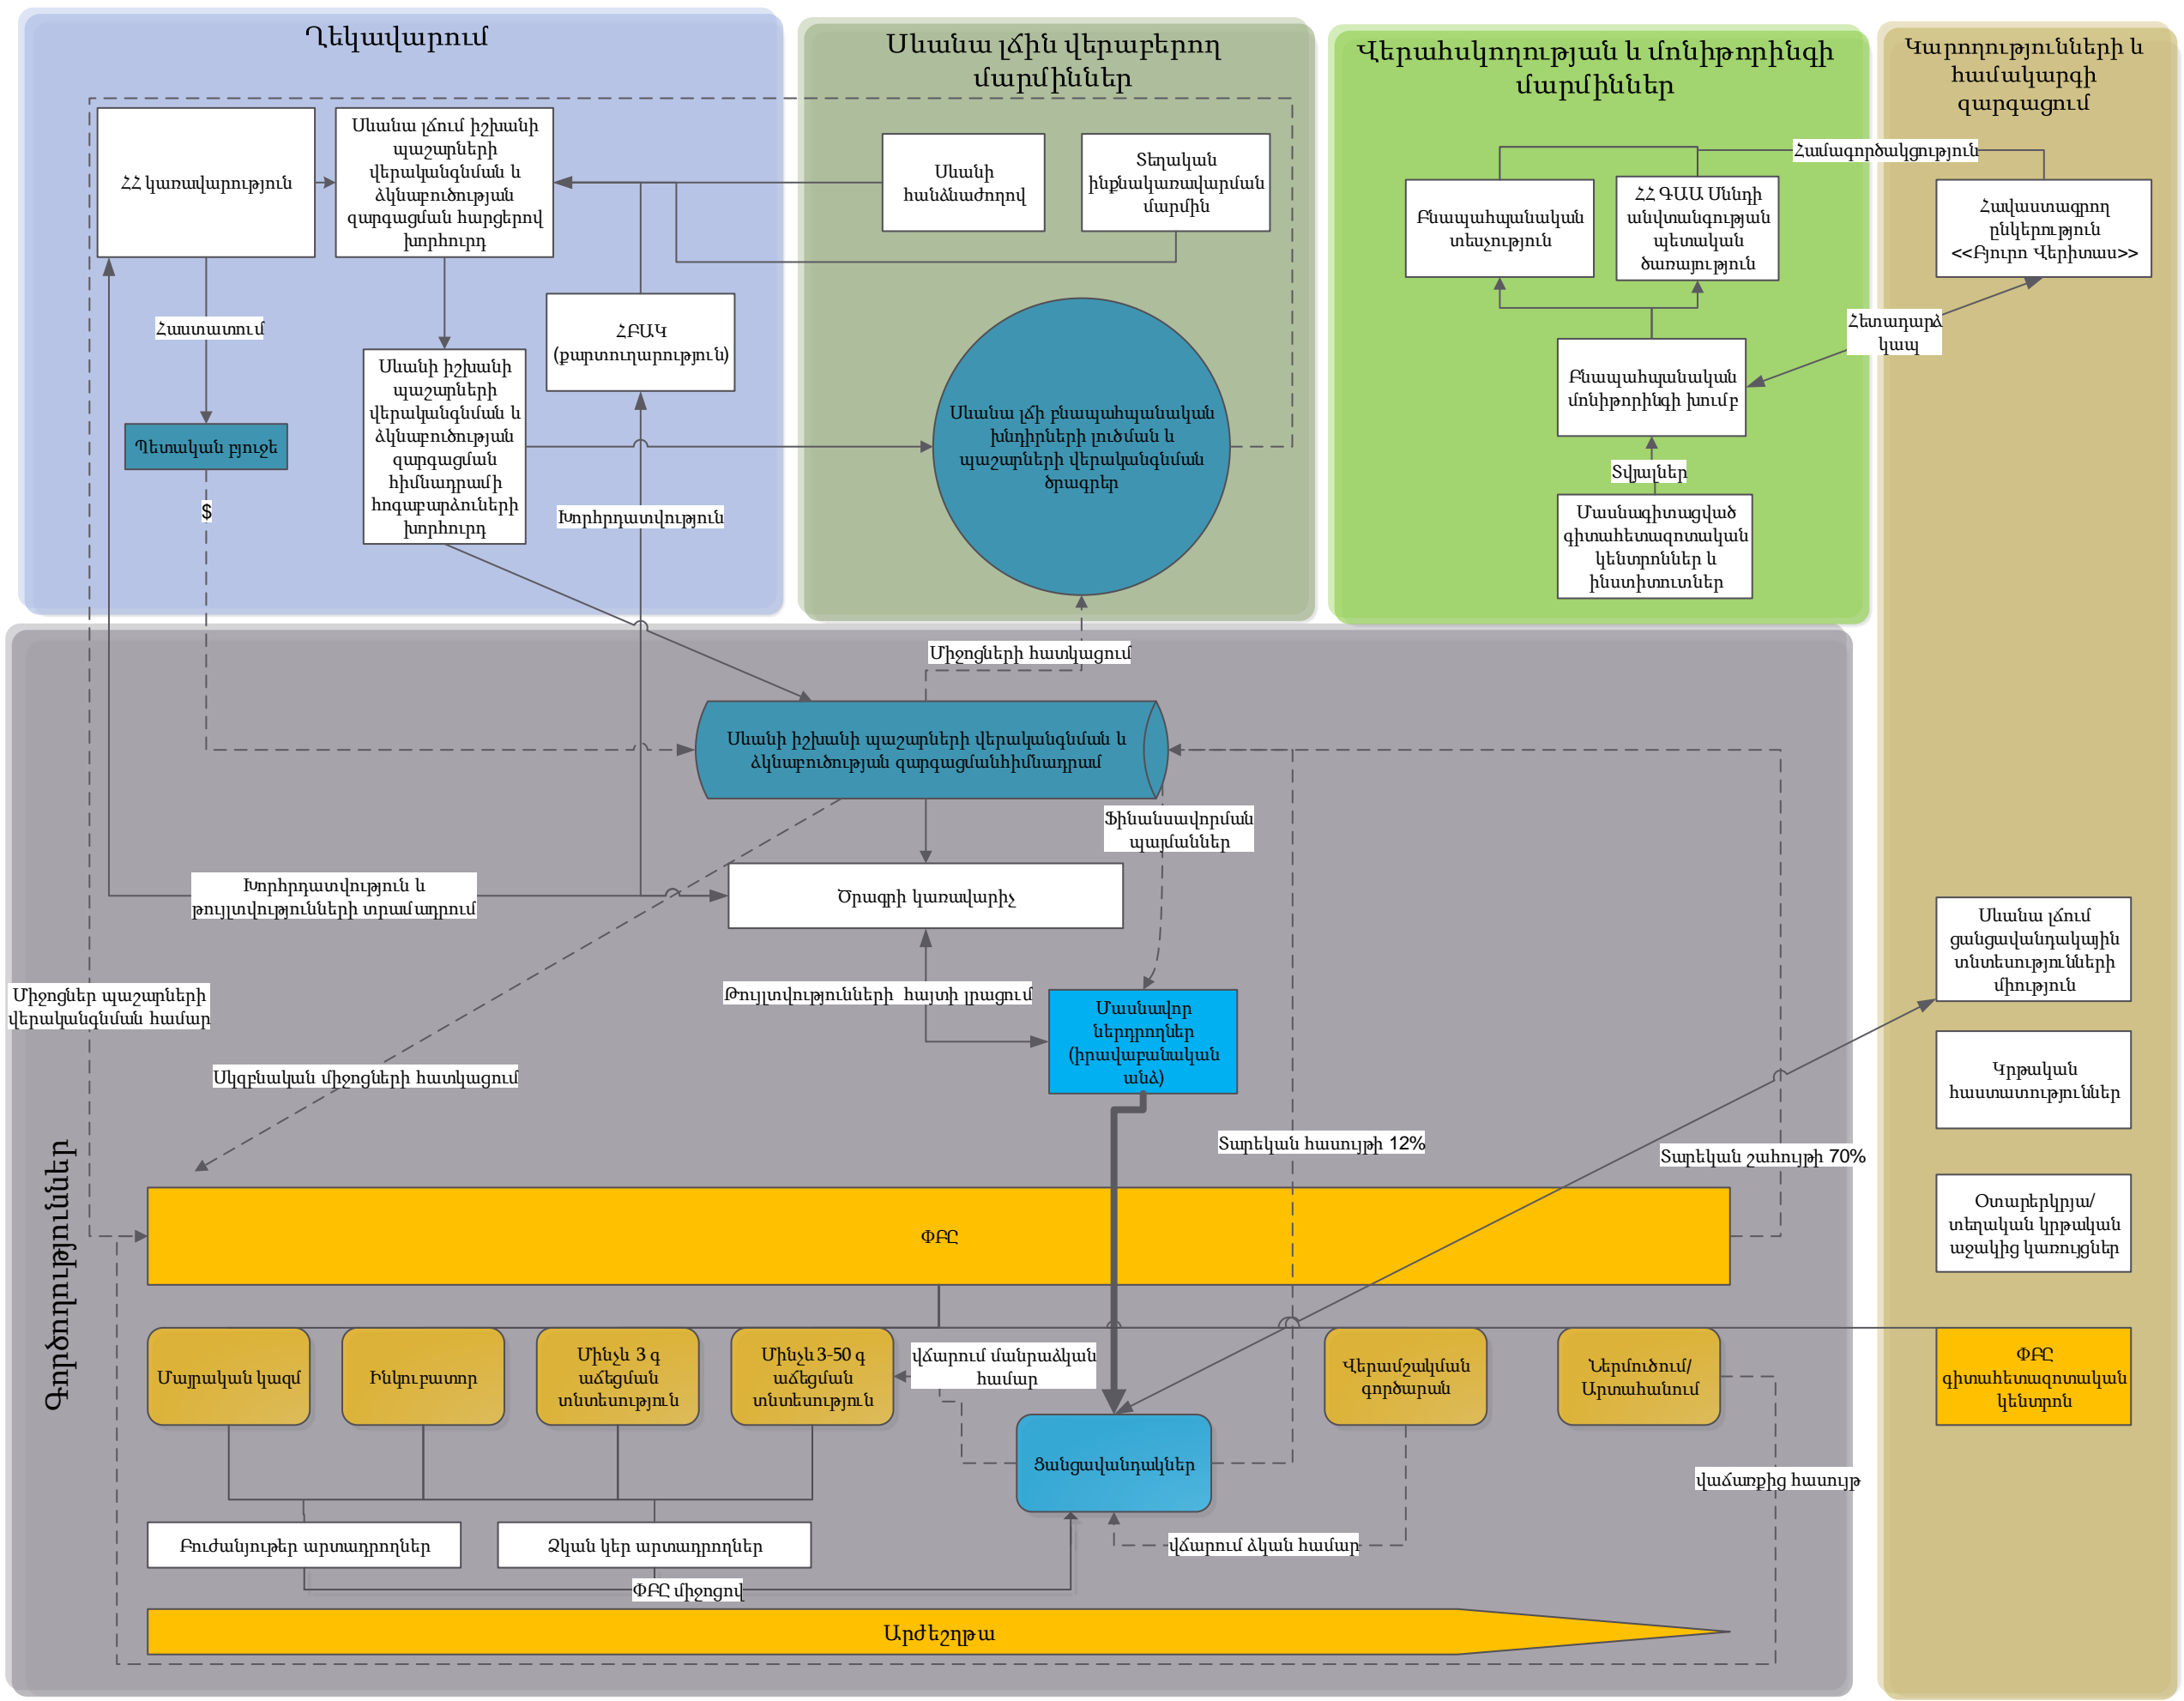 Ղեկավարում
ՀՀ կառավարություն
Սևանա լճում իշխանի
պաշարների
վերականգնման և
ձկնաբուծության
զարգացման հարցերով
խորհուրդ
Հաստատում
Պետական բյուջե
$
Սևանի իշխանի
պաշարների
վերականգնման և
ձկնաբուծության
զարգացման
հիմնադրամի
հոգաբարձուների
խորհուրդ
ՀԲԱԿ
(քարտուղարություն)
Խորհրդատվություն
Սևանա լճին վերաբերող
մարմիններ
Սևանի
հանձնաժողով
Տեղական
ինքնակառավարման
մարմին
Սևանա լճի բնապահպանական
խնդիրների լուծման և
պաշարների վերականգնման
ծրագրեր
Վերահսկողության և մոնիթորինգի
մարմիններ
Բնապահպանական
տեսչություն
ՀՀ ԳԱԱ Սննդի
անվտանգության
պետական
ծառայություն
Բնապահպանական
մոնիթորինգի խումբ
Տվյալներ
Մասնագիտացված
գիտահետազոտական
կենտրոններ և
ինստիտուտներ
Համագործակցություն
Հետադարձ
կապ
Կարողությունների և
համակարգի
զարգացում
Հավաստագրող
ընկերություն
<<Բյուրո Վերիտաս>>
Սևանա լճում
ցանցավանդակային
տնտեսությունների
միություն
Կրթական
հաստատություններ
Օտարերկրյա/
տեղական կրթական
աջակից կառույցներ
ՓԲԸ
գիտահետազոտական
կենտրոն
Գործողություններ
Միջոցների հատկացում
Սևանի իշխանի պաշարների վերականգնման և
ձկնաբուծության զարգացմանհիմնադրամ
Ֆինանսավորման
պայմաններ
Խորհրդատվություն և
թույլտվությունների տրամադրում
Ծրագրի կառավարիչ
Միջոցներ պաշարների
վերականգնման համար
Թույլտվությունների  հայտի լրացում
Մասնավոր
ներդրողներ
(իրավաբանական
անձ)
Սկզբնական միջոցների հատկացում
Տարեկան հասույթի 12%
Տարեկան շահույթի 70%
ՓԲԸ
Մայրական կազմ
Ինկուբատոր
Մինչև 3 գ
աճեցման
տնտեսություն
Մինչև 3-50 գ
աճեցման
տնտեսություն
վճարում մանրաձկան
համար
Ցանցավանդակներ
Վերամշակման
գործարան
Ներմուծում/
Արտահանում
վաճառքից հասույթ
վճարում ձկան համար
Բուժանյութեր արտադրողներ
Ձկան կեր արտադրողներ
ՓԲԸ միջոցով
Արժեշղթա